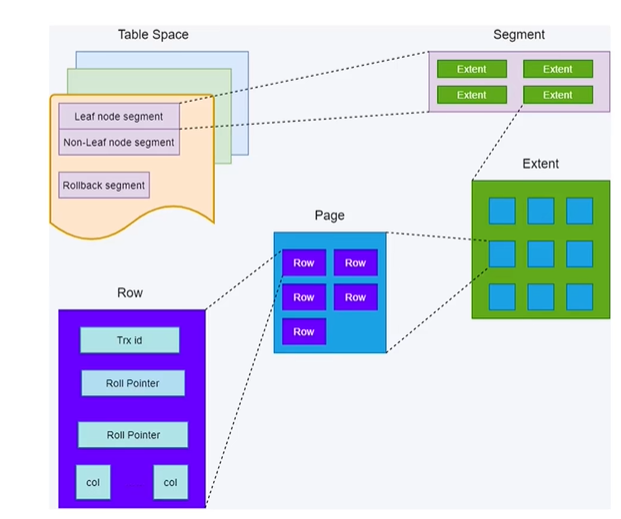 Table Space
Segment
Extent
Extent
Extent
Extent
Leaf node segment
Non-Leaf node segment
Rollback segment
Extent
Page
Row
Row
Row
Row
Row
Row
Trx id
Roll Pointer
Roll Pointer
col
col